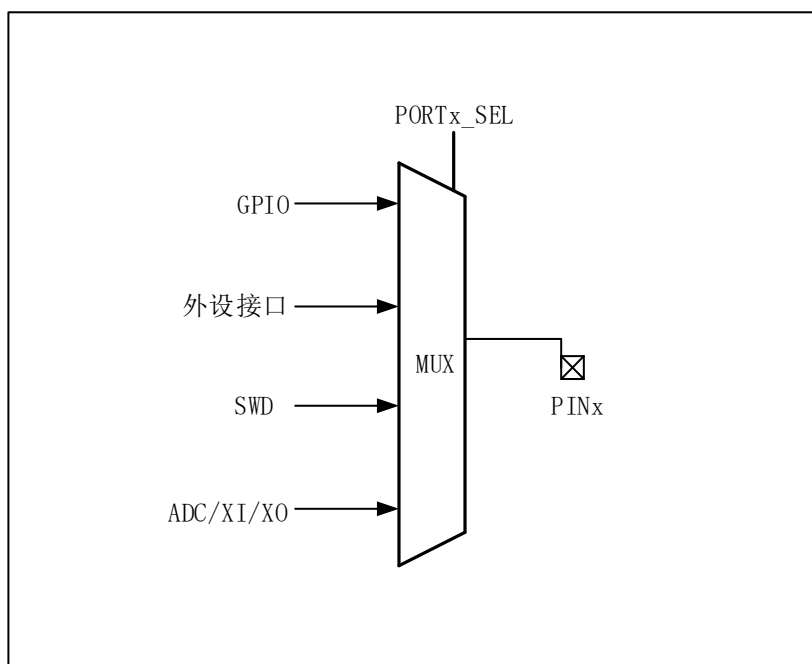 PORTx_SEL
GPIO
外设接口
MUX
SWD
PINx
ADC/XI/XO